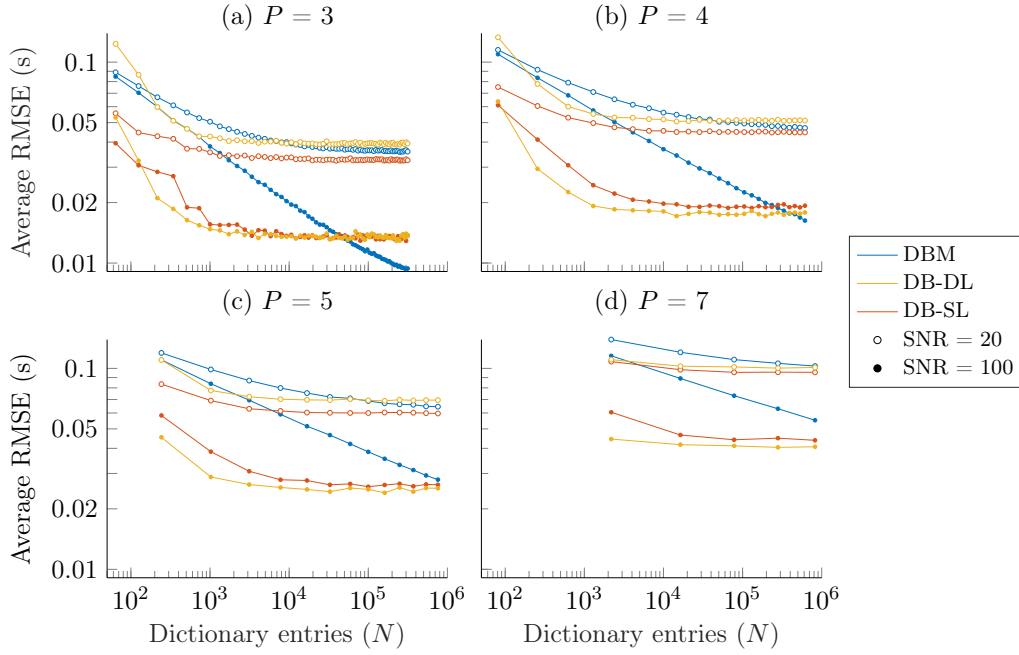 (a) P = 3
(b) P = 4
Average RMSE (s)
0.1
0.05
0.02
0.01
(c) P = 5
(d) P = 7
DBM
DB-DL
DB-SL
SNR = 20
SNR = 100
Average RMSE (s)
0.1
0.05
0.02
0.01
10^2 10^3 10^4 10^5 10^6
10^2 10^3 10^4 10^5 10^6
Dictionary entries (N)
Dictionary entries (N)